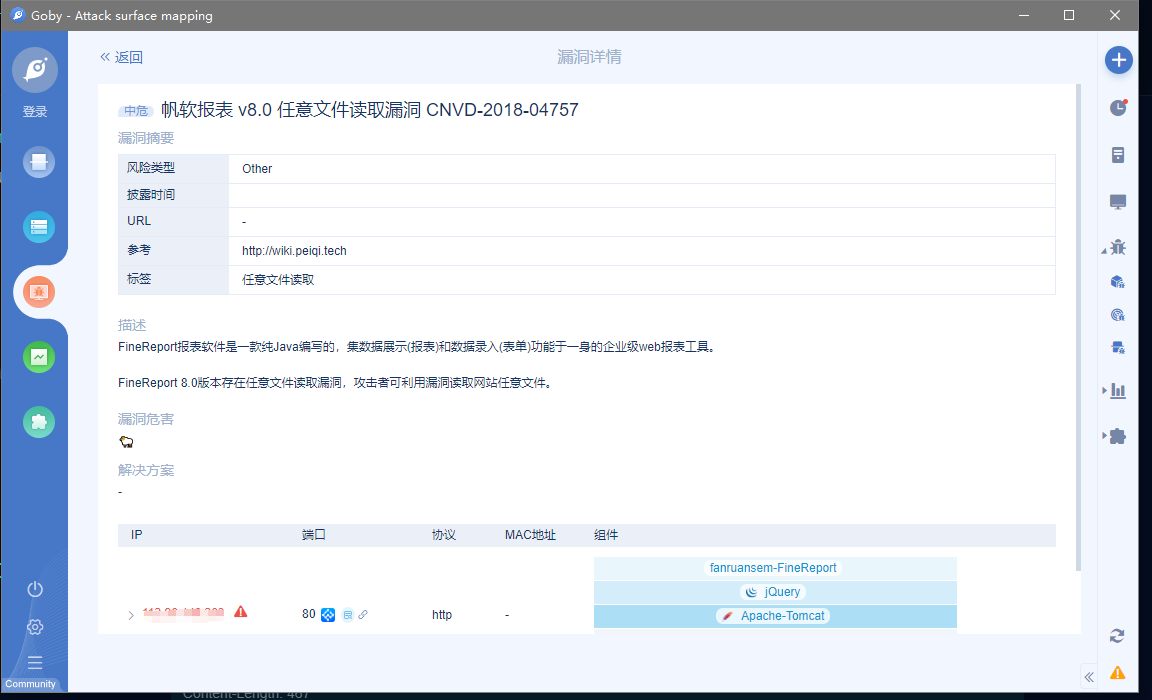 Goby - Attack surface mapping
« 返回
漏洞详情
登录
中危 帆软报表 v8.0 任意文件读取漏洞 CNVD-2018-04757
漏洞摘要
风险类型 Other
披露时间
URL -
参考 http://wiki.peiqi.tech
标签 任意文件读取
描述
FineReport报表软件是一款纯Java编写的，集数据展示(报表)和数据录入(表单)功能于一身的企业级web报表工具。
FineReport 8.0版本存在任意文件读取漏洞，攻击者可利用漏洞读取网站任意文件。
漏洞危害
解决方案
-
IP 端口 协议 MAC地址 组件
fanruansem-FineReport
jQuery
80 http -
Apache-Tomcat
Community
Content-Length: 467